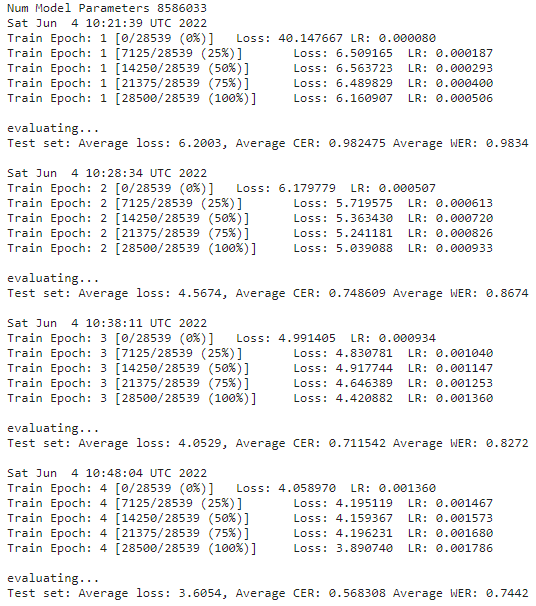 Num Model Parameters 8586033
Sat Jun  4 10:21:39 UTC 2022
Train Epoch: 1 [0/28539 (0%)]   Loss: 40.147667 LR: 0.000080
Train Epoch: 1 [7125/28539 (25%)]       Loss: 6.509165  LR: 0.000187
Train Epoch: 1 [14250/28539 (50%)]      Loss: 6.563723  LR: 0.000293
Train Epoch: 1 [21375/28539 (75%)]      Loss: 6.489829  LR: 0.000400
Train Epoch: 1 [28500/28539 (100%)]     Loss: 6.160907  LR: 0.000506
evaluating...
Test set: Average loss: 6.2003, Average CER: 0.982475 Average WER: 0.9834
Sat Jun  4 10:28:34 UTC 2022
Train Epoch: 2 [0/28539 (0%)]   Loss: 6.179779  LR: 0.000507
Train Epoch: 2 [7125/28539 (25%)]       Loss: 5.719575  LR: 0.000613
Train Epoch: 2 [14250/28539 (50%)]      Loss: 5.363430  LR: 0.000720
Train Epoch: 2 [21375/28539 (75%)]      Loss: 5.241181  LR: 0.000826
Train Epoch: 2 [28500/28539 (100%)]     Loss: 5.039088  LR: 0.000933
evaluating...
Test set: Average loss: 4.5674, Average CER: 0.748609 Average WER: 0.8674
Sat Jun  4 10:38:11 UTC 2022
Train Epoch: 3 [0/28539 (0%)]   Loss: 4.991405  LR: 0.000934
Train Epoch: 3 [7125/28539 (25%)]       Loss: 4.830781  LR: 0.001040
Train Epoch: 3 [14250/28539 (50%)]      Loss: 4.917744  LR: 0.001147
Train Epoch: 3 [21375/28539 (75%)]      Loss: 4.646389  LR: 0.001253
Train Epoch: 3 [28500/28539 (100%)]     Loss: 4.420882  LR: 0.001360
evaluating...
Test set: Average loss: 4.0529, Average CER: 0.711542 Average WER: 0.8272
Sat Jun  4 10:48:04 UTC 2022
Train Epoch: 4 [0/28539 (0%)]   Loss: 4.058970  LR: 0.001360
Train Epoch: 4 [7125/28539 (25%)]       Loss: 4.195119  LR: 0.001467
Train Epoch: 4 [14250/28539 (50%)]      Loss: 4.159367  LR: 0.001573
Train Epoch: 4 [21375/28539 (75%)]      Loss: 4.196231  LR: 0.001680
Train Epoch: 4 [28500/28539 (100%)]     Loss: 3.890740  LR: 0.001786
evaluating...
Test set: Average loss: 3.6054, Average CER: 0.568308 Average WER: 0.7442